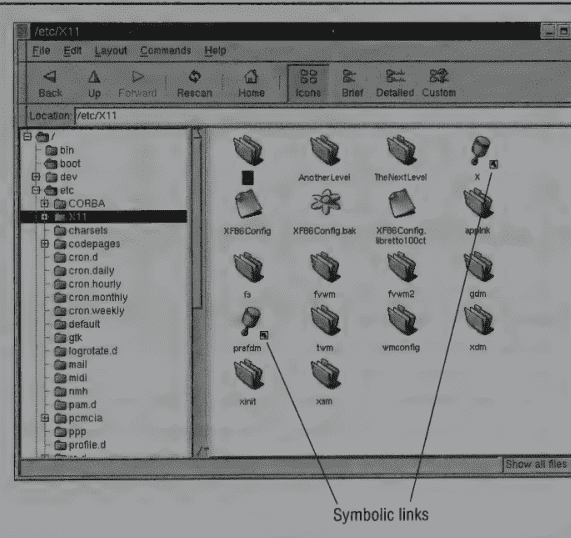 /etc/X11
File Edit Layout Commands Help
Back Up Forward Rescan Home Icons Brief Detailed Custom
Location: /etc/X11
/
bin
boot
dev
etc
CORBA
X11
charsets
codepages
cron.d
cron.daily
cron.hourly
cron.monthly
cron.weekly
default
gtk
logrotate.d
mail
midi
nmh
pam.d
pcmcia
ppp
profile.d
AnotherLevel TheNextLevel X
XF86Config XF86Config.bak XF86Config.libretto100ct applnk
fs fvwm fvwm2 gdm
prefdm twm wmconfig xdm
xinit xsm
Show all files
Symbolic links